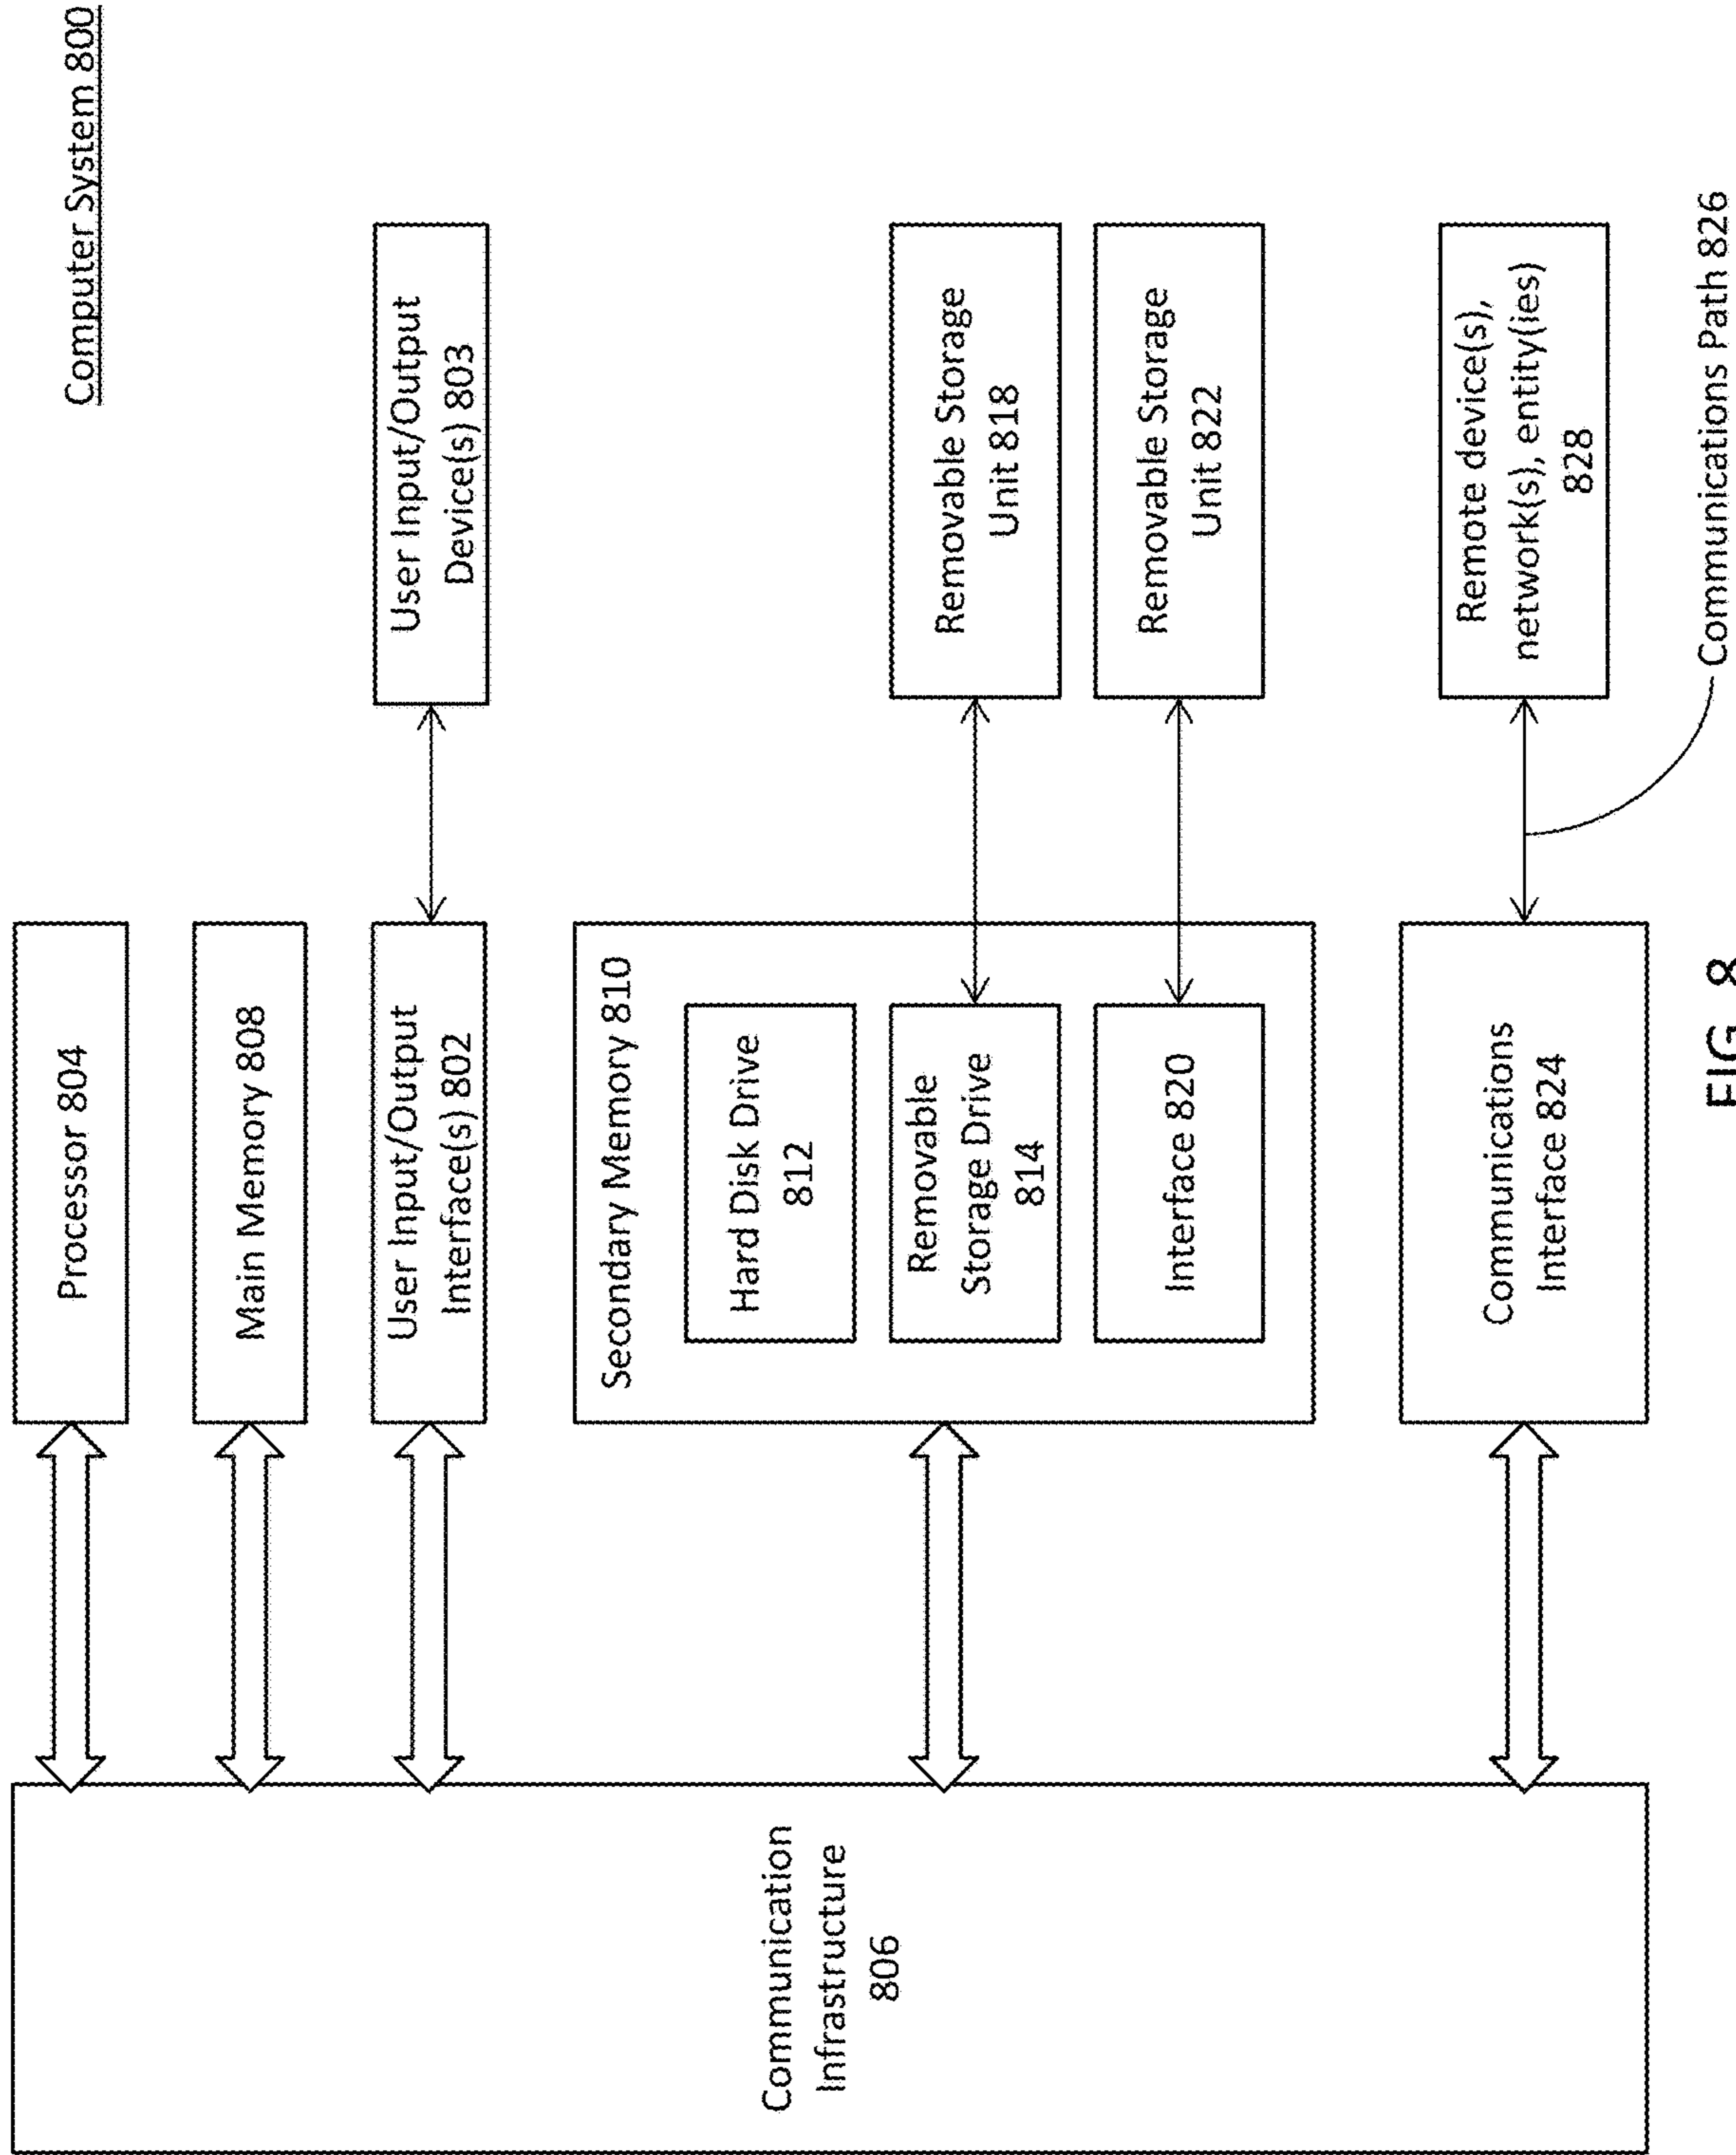 Computer System 800
Processor 804
Main Memory 808
User Input/Output
Interface(s) 802
User Input/Output
Device(s) 803
Communication
Infrastructure
806
Secondary Memory 810
Hard Disk Drive
812
Removable
Storage Drive
814
Removable Storage
Unit 818
Interface 820
Removable Storage
Unit 822
Communications
Interface 824
Remote device(s),
network(s), entity(ies)
828
Communications Path 826
FIG. 8